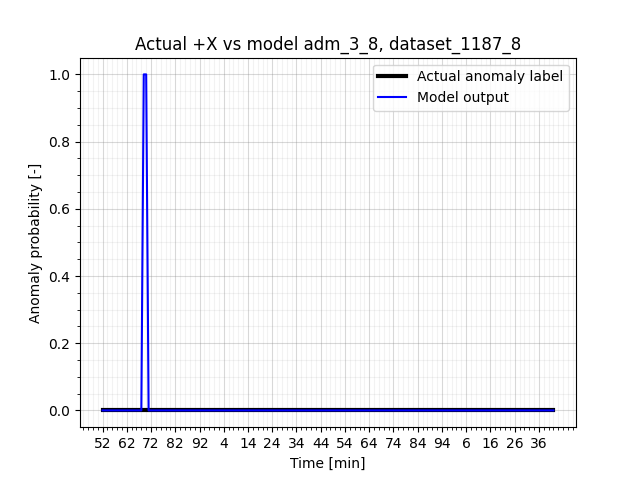 Actual +X vs model adm_3_8, dataset_1187_8
Actual anomaly label
Model output
Anomaly probability [-]
1.0
0.8
0.6
0.4
0.2
0.0
52 62 72 82 92 4 14 24 34 44 54 64 74 84 94 6 16 26 36
Time [min]